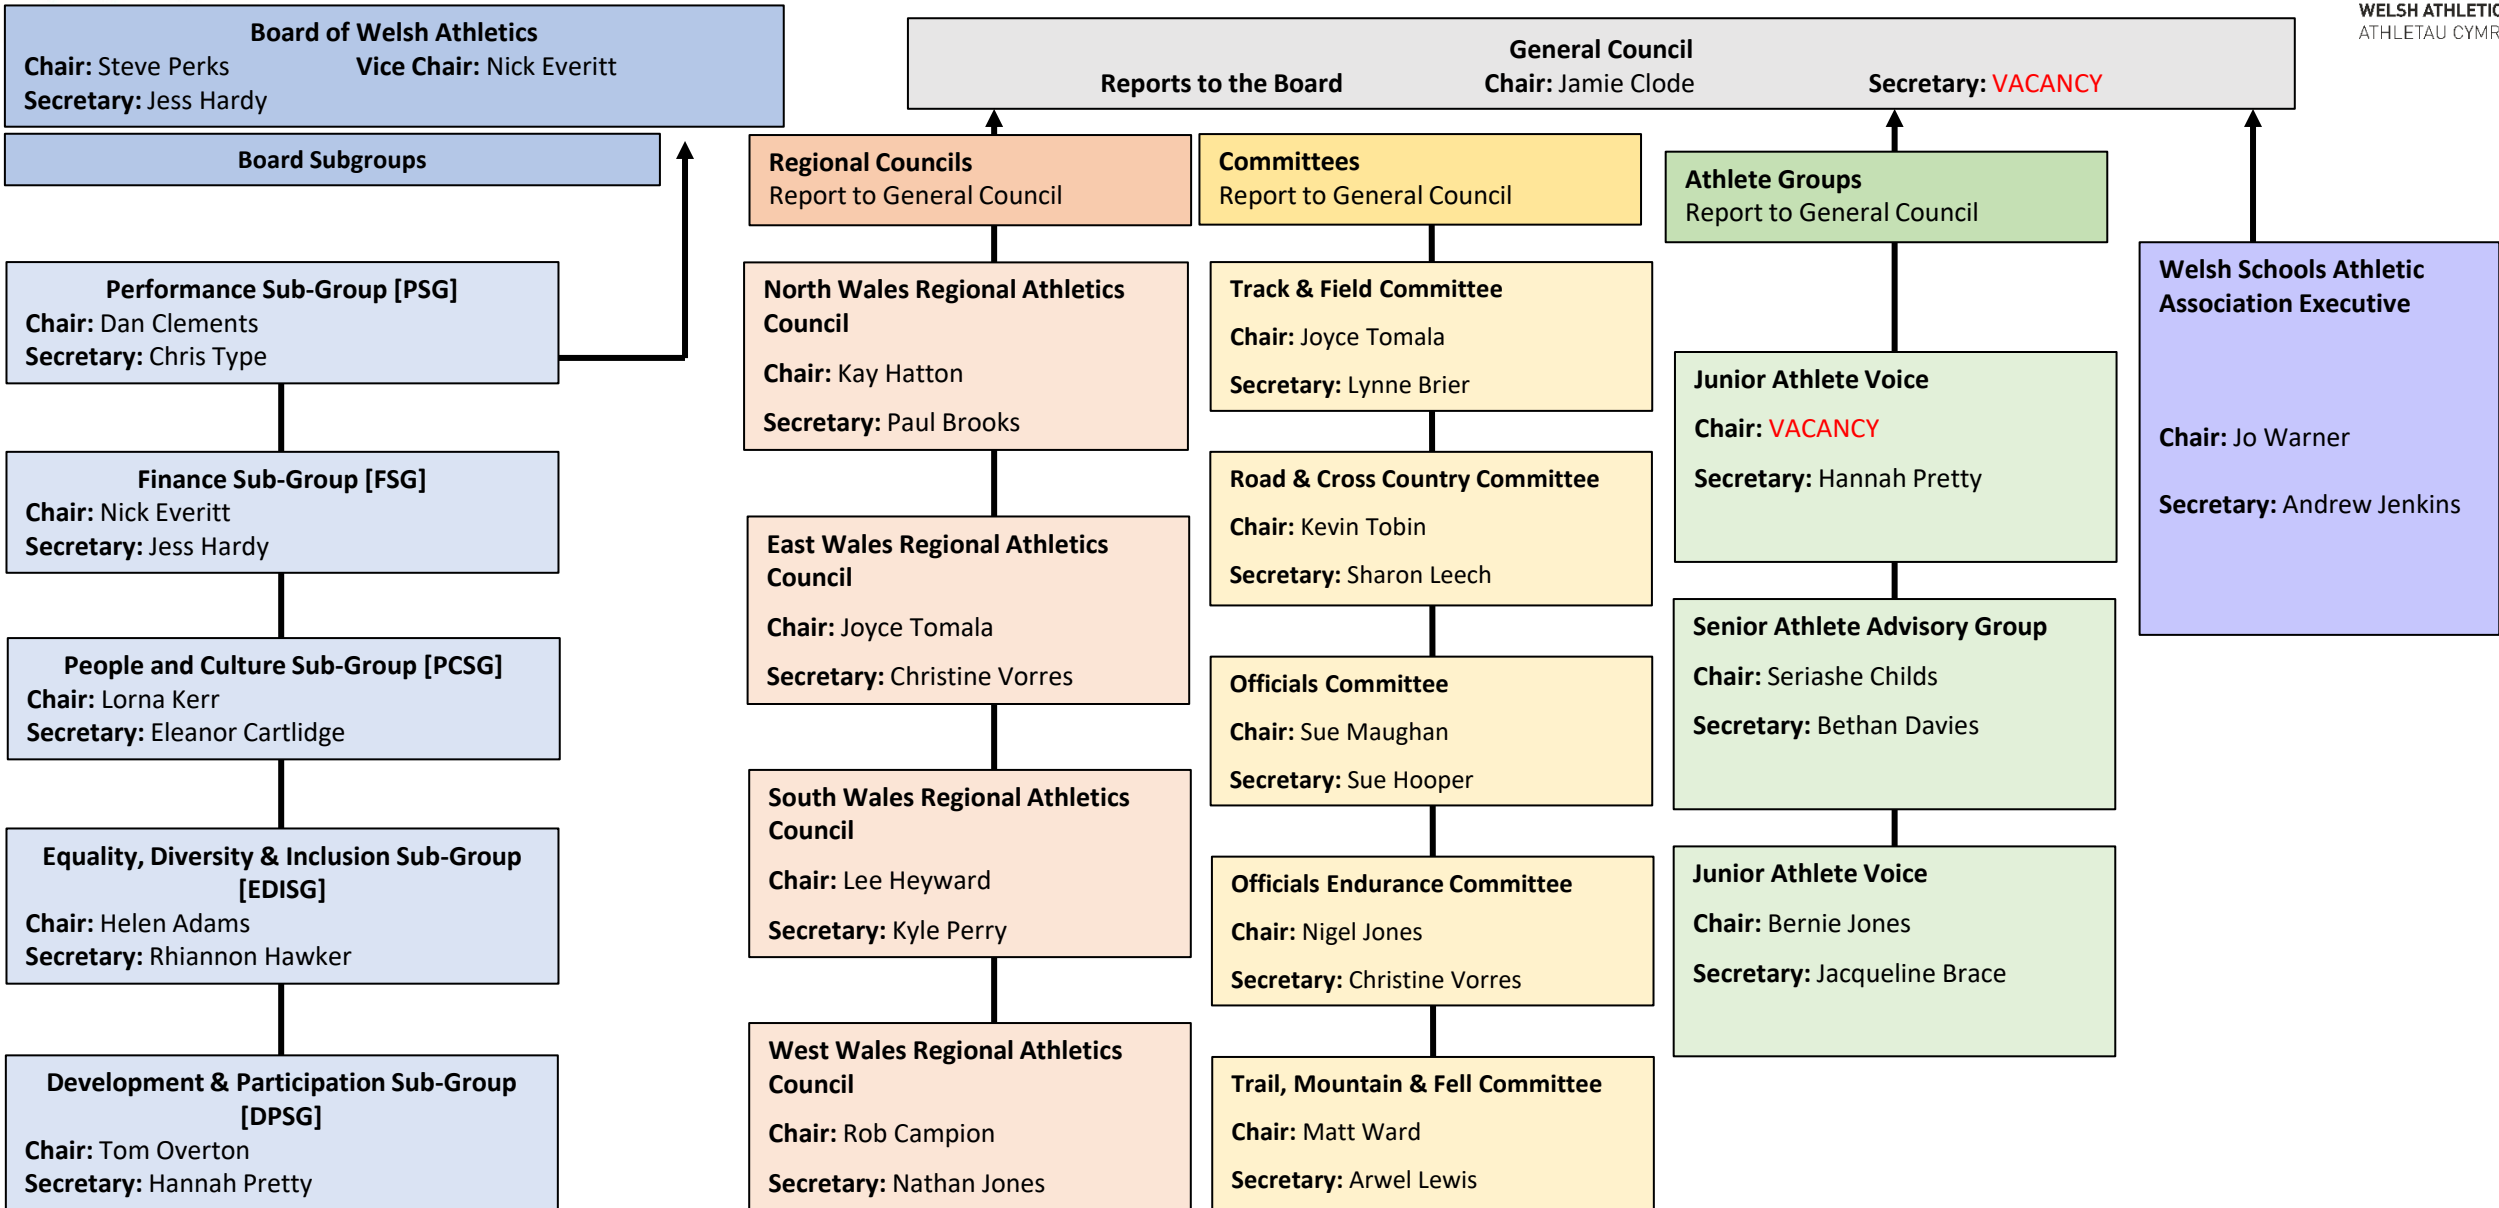 WELSH ATHLETIC
ATHLETAU CYMR
Board of Welsh Athletics
Chair: Steve Perks Vice Chair: Nick Everitt
Secretary: Jess Hardy
General Council
Reports to the Board Chair: Jamie Clode Secretary: VACANCY
Board Subgroups
Performance Sub-Group [PSG]
Chair: Dan Clements
Secretary: Chris Type
Finance Sub-Group [FSG]
Chair: Nick Everitt
Secretary: Jess Hardy
People and Culture Sub-Group [PCSG]
Chair: Lorna Kerr
Secretary: Eleanor Cartlidge
Equality, Diversity & Inclusion Sub-Group
[EDISG]
Chair: Helen Adams
Secretary: Rhiannon Hawker
Development & Participation Sub-Group
[DPSG]
Chair: Tom Overton
Secretary: Hannah Pretty
Regional Councils
Report to General Council
North Wales Regional Athletics
Council
Chair: Kay Hatton
Secretary: Paul Brooks
East Wales Regional Athletics
Council
Chair: Joyce Tomala
Secretary: Christine Vorres
South Wales Regional Athletics
Council
Chair: Lee Heyward
Secretary: Kyle Perry
West Wales Regional Athletics
Council
Chair: Rob Campion
Secretary: Nathan Jones
Committees
Report to General Council
Track & Field Committee
Chair: Joyce Tomala
Secretary: Lynne Brier
Road & Cross Country Committee
Chair: Kevin Tobin
Secretary: Sharon Leech
Officials Committee
Chair: Sue Maughan
Secretary: Sue Hooper
Officials Endurance Committee
Chair: Nigel Jones
Secretary: Christine Vorres
Trail, Mountain & Fell Committee
Chair: Matt Ward
Secretary: Arwel Lewis
Athlete Groups
Report to General Council
Junior Athlete Voice
Chair: VACANCY
Secretary: Hannah Pretty
Senior Athlete Advisory Group
Chair: Seriashe Childs
Secretary: Bethan Davies
Junior Athlete Voice
Chair: Bernie Jones
Secretary: Jacqueline Brace
Welsh Schools Athletic
Association Executive
Chair: Jo Warner
Secretary: Andrew Jenkins